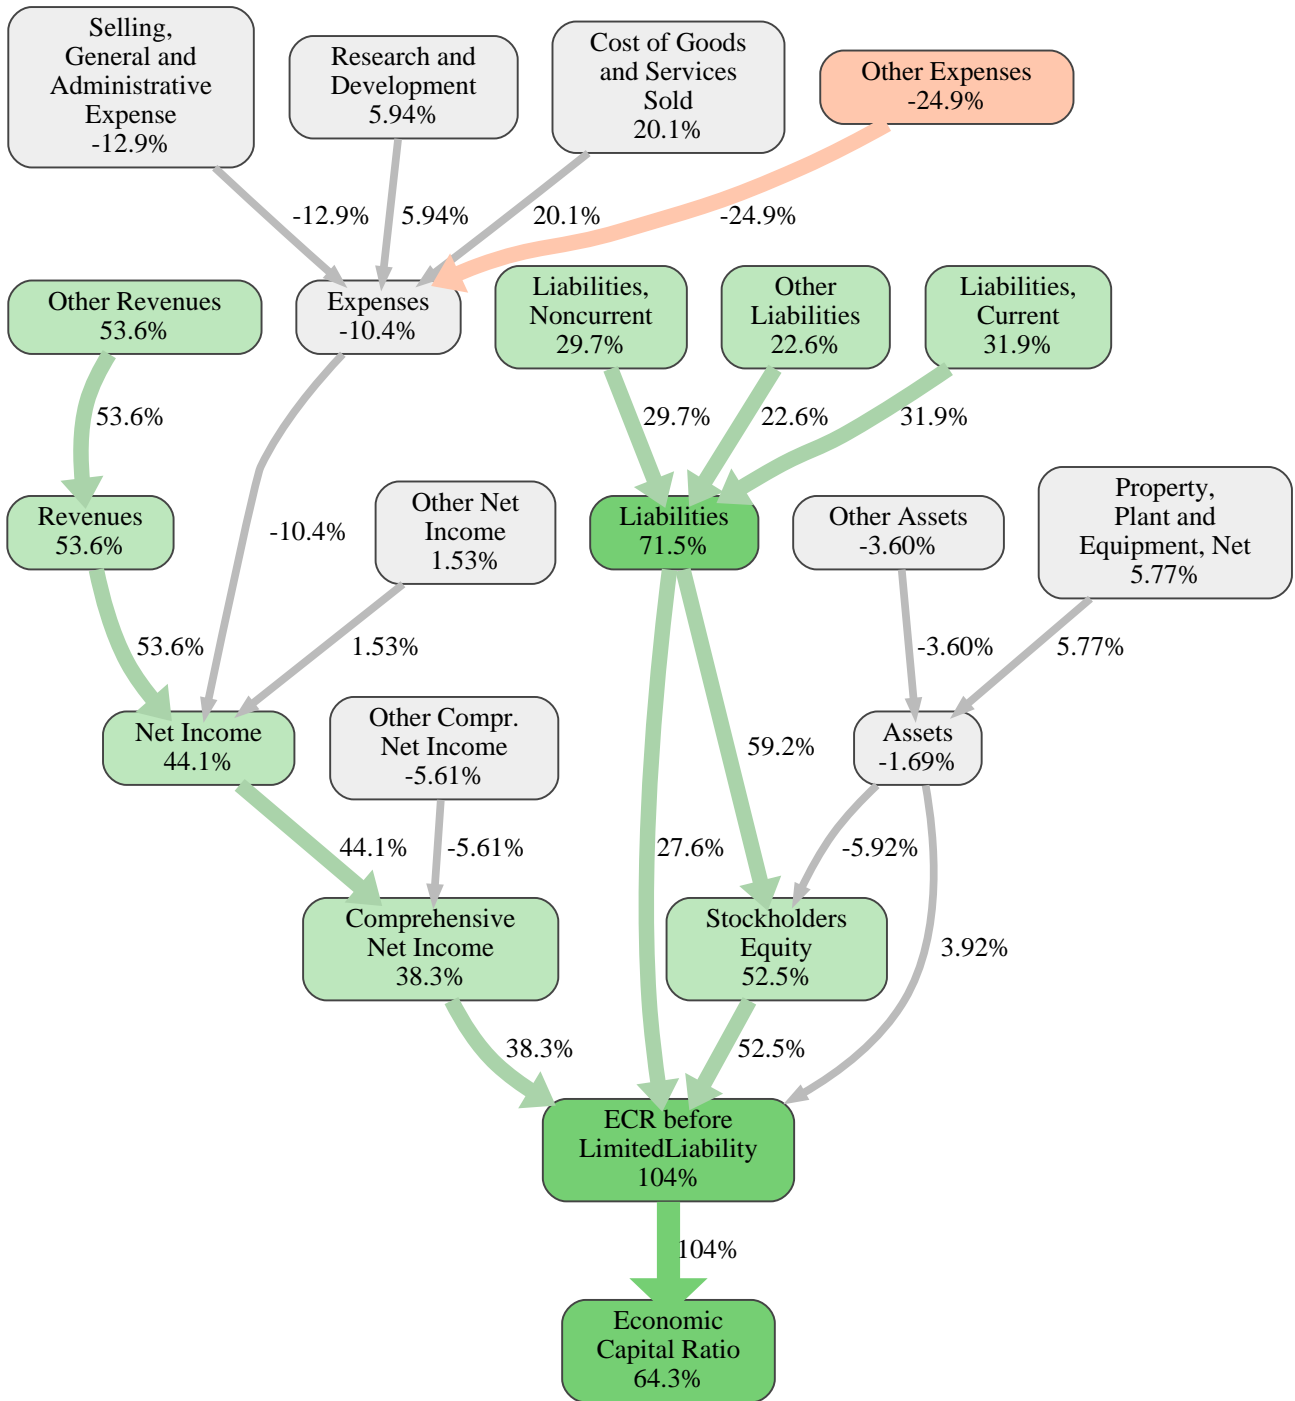 Selling,
General and
Administrative
Expense
-12.9%
Research and
Development
5.94%
Cost of Goods
and Services
Sold
20.1%
Other Expenses
-24.9%
-12.9%
5.94%
20.1%
-24.9%
Other Revenues
53.6%
Expenses
-10.4%
Liabilities,
Noncurrent
29.7%
Other
Liabilities
22.6%
Liabilities,
Current
31.9%
53.6%
29.7%
22.6%
31.9%
Revenues
53.6%
-10.4%
Other Net
Income
1.53%
Liabilities
71.5%
Other Assets
-3.60%
Property,
Plant and
Equipment, Net
5.77%
53.6%
1.53%
-3.60%
5.77%
Net Income
44.1%
Other Compr.
Net Income
-5.61%
59.2%
Assets
-1.69%
44.1%
-5.61%
27.6%
-5.92%
Comprehensive
Net Income
38.3%
Stockholders
Equity
52.5%
3.92%
38.3%
52.5%
ECR before
LimitedLiability
104%
104%
Economic
Capital Ratio
64.3%